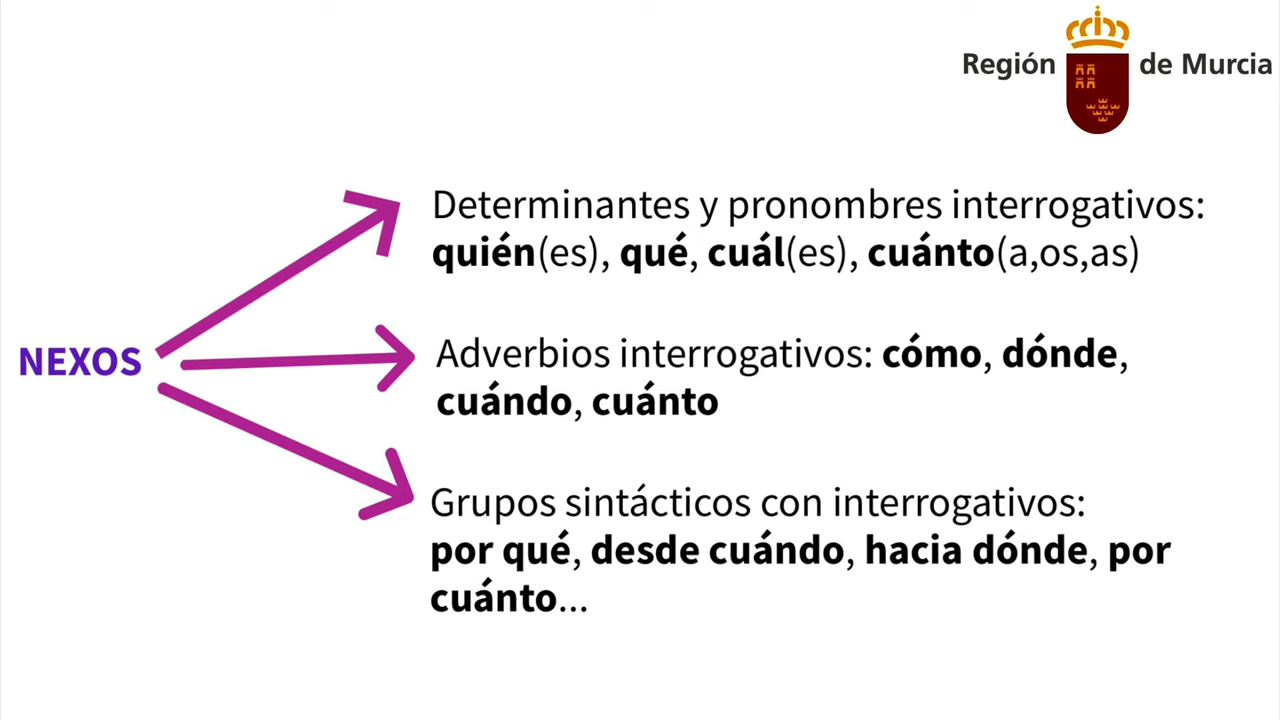 Región de Murcia
Determinantes y pronombres interrogativos:
quién(es), qué, cuál(es), cuánto(a,os,as)
NEXOS
Adverbios interrogativos: cómo, dónde,
cuándo, cuánto
Grupos sintácticos con interrogativos:
por qué, desde cuándo, hacia dónde, por
cuánto...